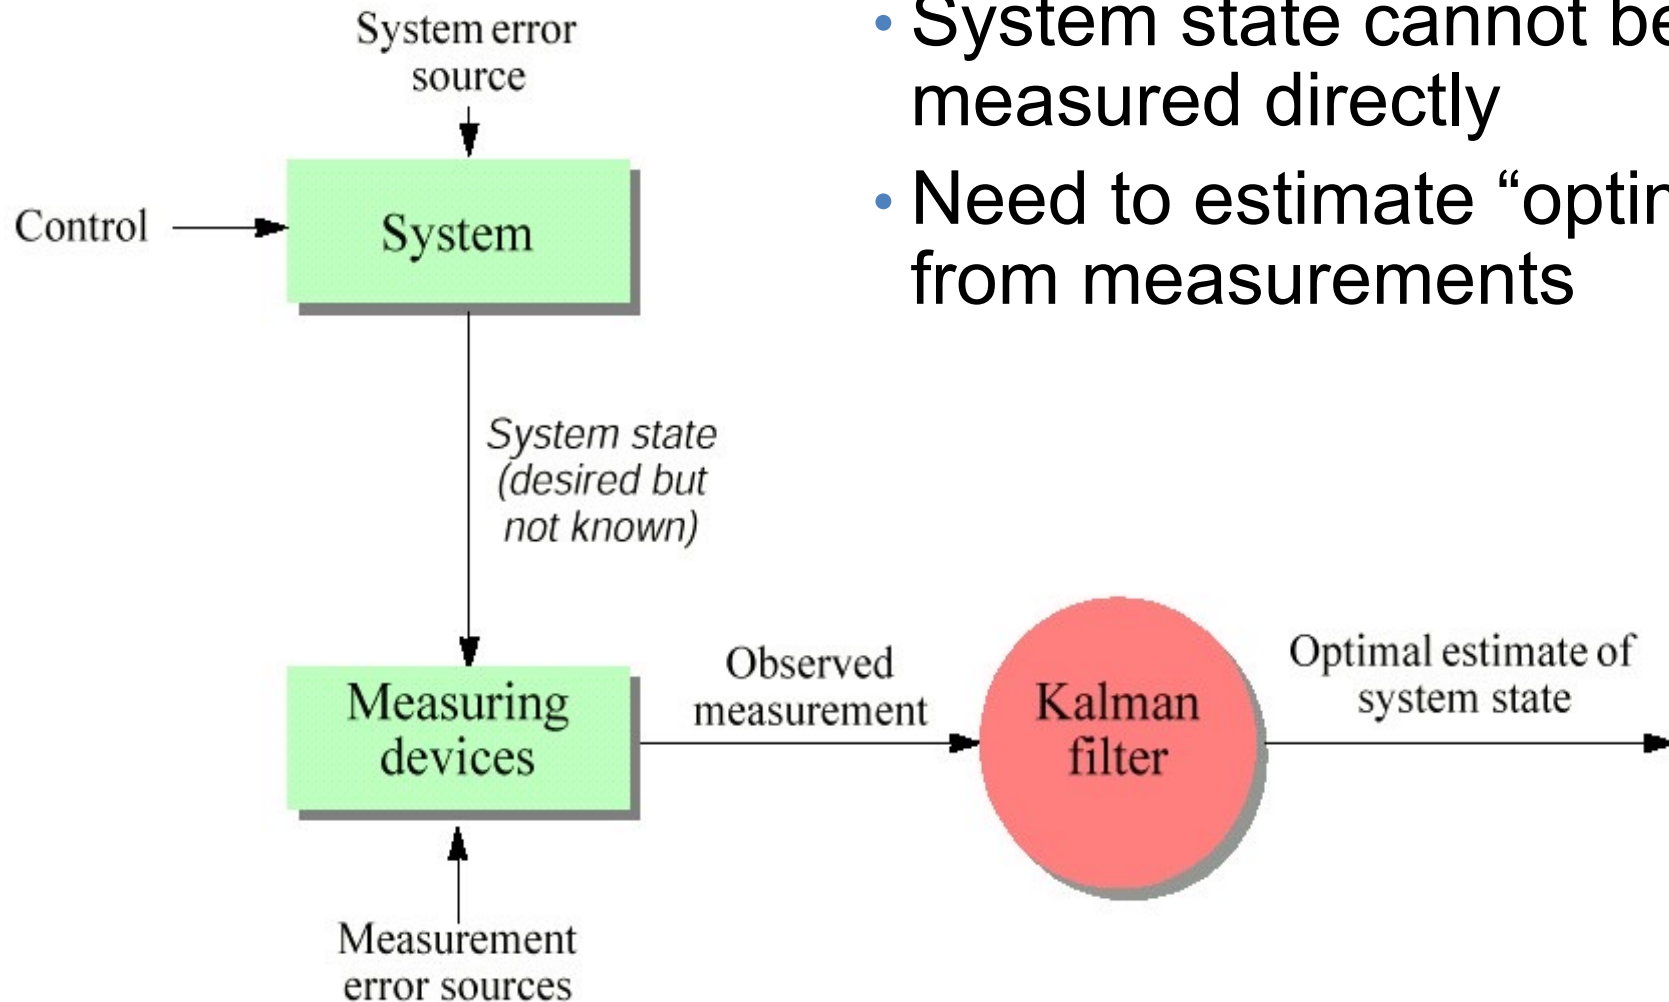 System error
source
Control
System
System state
(desired but
not known)
Measuring
devices
Measurement
error sources
Observed
measurement
Kalman
filter
Optimal estimate of
system state
• System state cannot be
measured directly
• Need to estimate “
from measurements